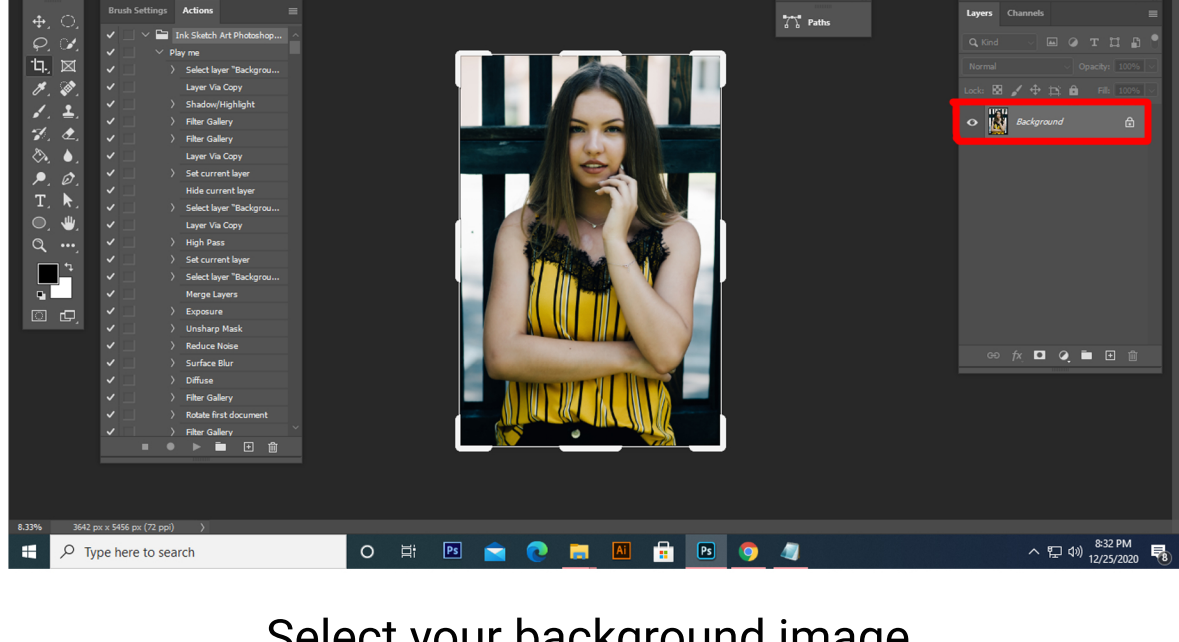 Brush Settings Actions
Ink Sketch Art Photoshop...
Play me
Select layer "Backgrou...
Layer Via Copy
Shadow/Highlight
Filter Gallery
Filter Gallery
Layer Via Copy
Set current layer
Hide current layer
Select layer "Backgrou...
Layer Via Copy
High Pass
Set current layer
Select layer "Backgrou...
Merge Layers
Exposure
Unsharp Mask
Reduce Noise
Surface Blur
Diffuse
Filter Gallery
Rotate first document
Filter Gallery
Paths
Layers Channels
Kind
Normal Opacity: 100%
Lock: Fill: 100%
Background
8.33% 3642 px x 5456 px (72 ppi)
Type here to search
Ps Ai Ps
8:32 PM
12/25/2020
8
Select your background image